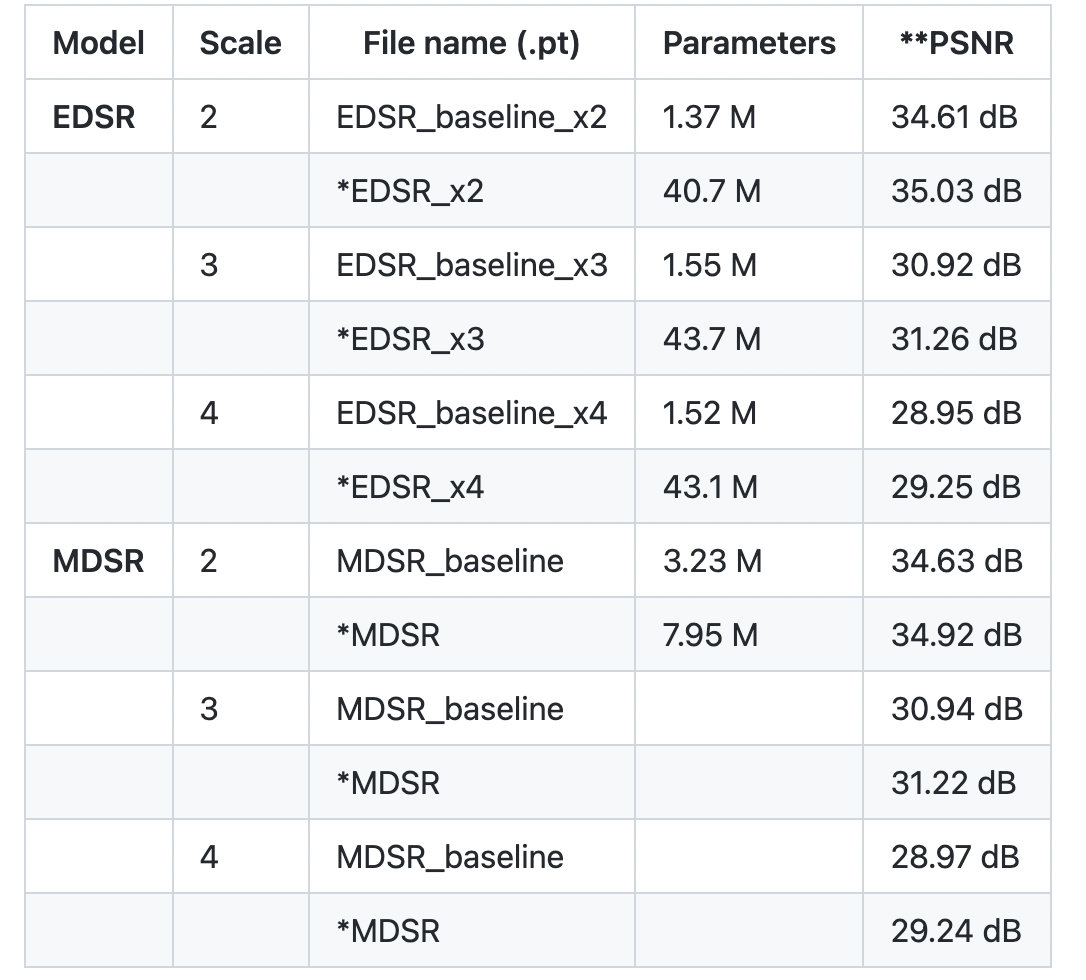 Model Scale File name (.pt) Parameters **PSNR
EDSR 2 EDSR_baseline_x2 1.37 M 34.61 dB
*EDSR_x2 40.7 M 35.03 dB
3 EDSR_baseline_x3 1.55 M 30.92 dB
*EDSR_x3 43.7 M 31.26 dB
4 EDSR_baseline_x4 1.52 M 28.95 dB
*EDSR_x4 43.1 M 29.25 dB
MDSR 2 MDSR_baseline 3.23 M 34.63 dB
*MDSR 7.95 M 34.92 dB
3 MDSR_baseline 30.94 dB
*MDSR 31.22 dB
4 MDSR_baseline 28.97 dB
*MDSR 29.24 dB